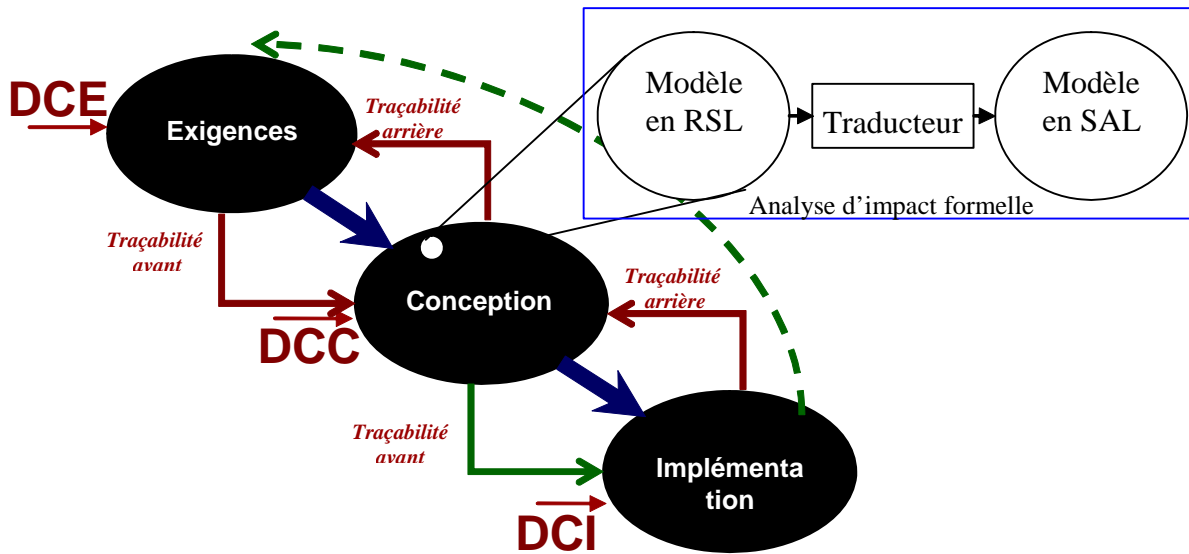 DCE
Exigences
Traçabilité
arrière
Modèle
en RSL
Traducteur
Modèle
en SAL
Analyse d’impact formelle
Traçabilité
avant
Conception
Traçabilité
arrière
DCC
Traçabilité
avant
Implémenta
tion
DCI